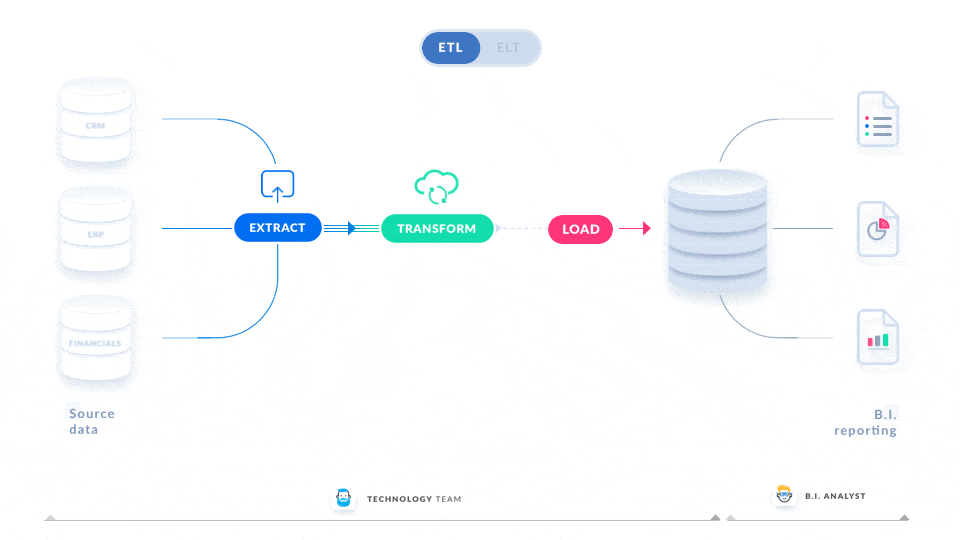 ETL ELT
CRM
ERP
FINANCIALS
EXTRACT
TRANSFORM
LOAD
Source
data
B.I.
reporting
TECHNOLOGY TEAM
B.I. ANALYST